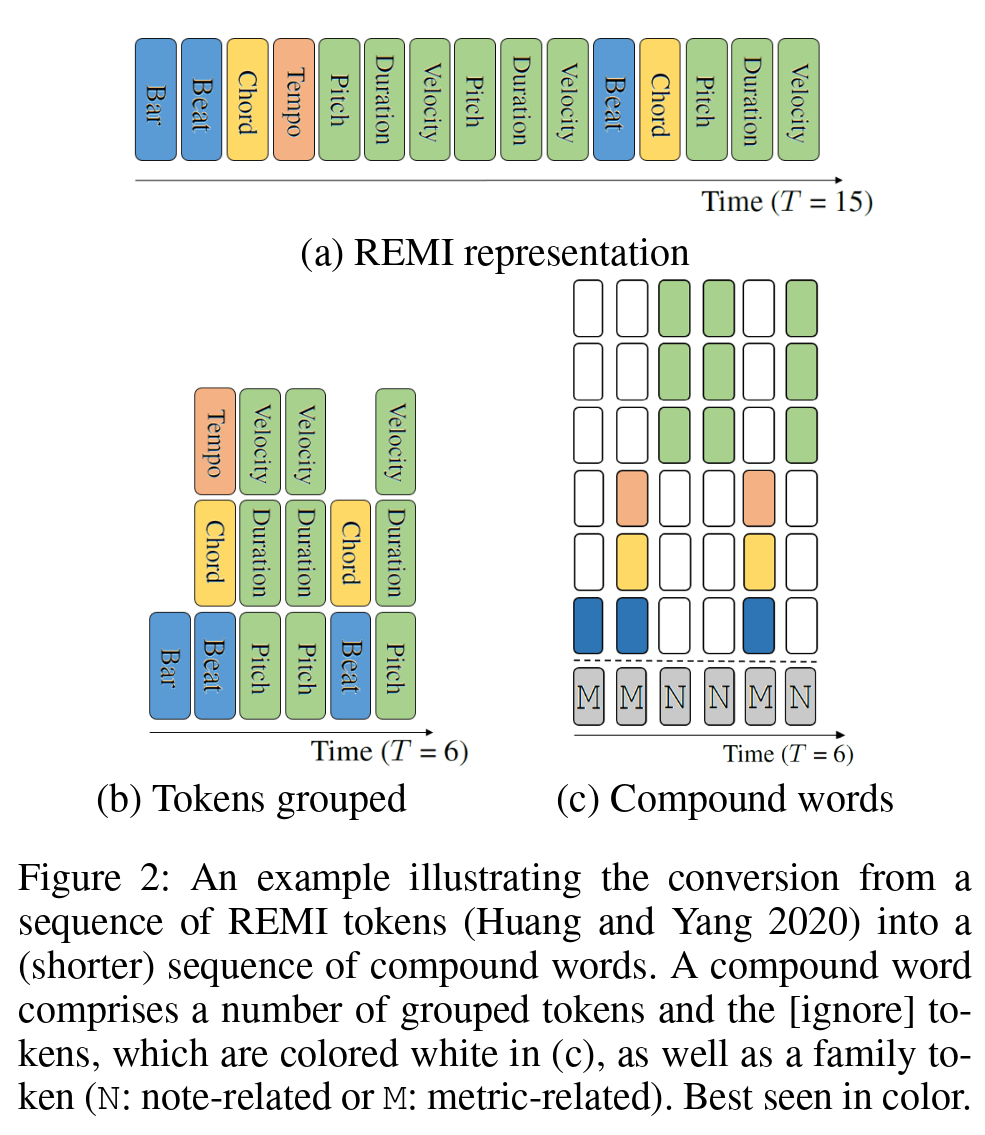 Bar Beat Chord Tempo Pitch Duration Velocity Pitch Duration Velocity Beat Chord Pitch Duration Velocity
Time (T = 15)
(a) REMI representation
Tempo Velocity Velocity Velocity
Chord Duration Duration Chord Duration
Bar Beat Pitch Pitch Beat Pitch
Time (T = 6)
(b) Tokens grouped
M M N N M N
Time (T = 6)
(c) Compound words
Figure 2: An example illustrating the conversion from a
sequence of REMI tokens (Huang and Yang 2020) into a
(shorter) sequence of compound words. A compound word
comprises a number of grouped tokens and the [ignore] to-
kens, which are colored white in (c), as well as a family to-
ken (N: note-related or M: metric-related). Best seen in color.